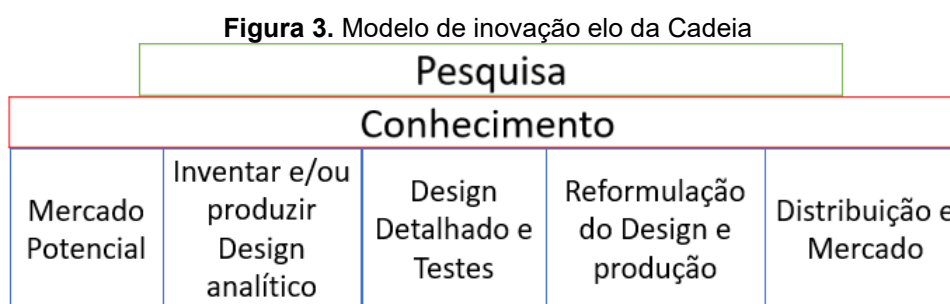 Figura 3. Modelo de inovação elo da Cadeia
Pesquisa
Conhecimento
Mercado
Potencial
Inventar e/ou
produzir
Design
analítico
Design
Detalhado e
Testes
Reformulação
do Design e
produção
Distribuição e
Mercado